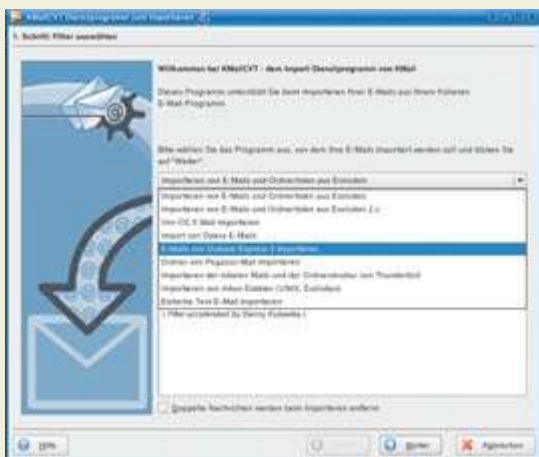 KMailCVT Dienstprogramm zum Importieren
1. Schritt: Filter auswählen
Willkommen bei KMailCVT - dem Import Dienstprogramm von KMail
Dieses Programm unterstützt Sie beim Importieren Ihrer E-Mails aus Ihrem früheren
E-Mail-Programm.
Bitte wählen Sie das Programm aus, von dem Ihre E-Mails importiert werden soll und klicken Sie
auf "Weiter".
Importieren von E-Mails und Ordnerlisten aus Evolution
Importieren von E-Mails und Ordnerlisten aus Evolution
Importieren von E-Mails und Ordnerlisten aus Evolution 2.x
Von OS X Mail importieren
Import von Opera E-Mails
E-Mails von Outlook Express importieren
Ordner von Pegasus-Mail importieren
Importieren der lokalen Mails und der Ordnerstruktur von Thunderbird
Importieren von mbox-Dateien (UNIX, Evolution)
Einfache Text E-Mail importieren
( Filter accelerated by Danny Kukawka )
Doppelte Nachrichten werden beim Importieren entfernt
Hilfe
Weiter
Abbrechen